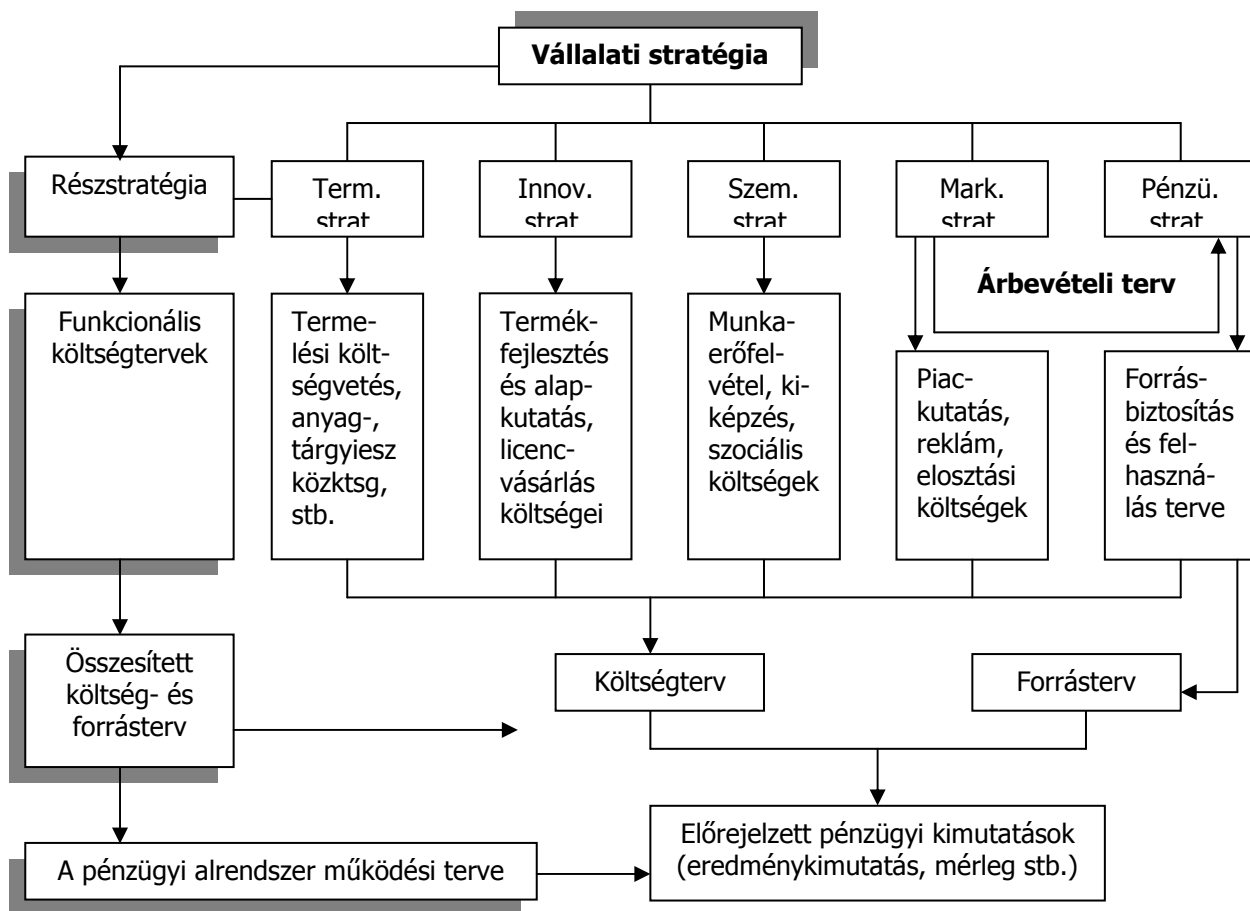 Vállalati stratégia
Részstratégia
Term.
strat
Innov.
strat
Szem.
strat
Mark.
strat
Pénzü.
strat
Árbevételi terv
Funkcionális
költségtervek
Terme-
lési költ-
ségvetés,
anyag-,
tárgyiesz
közktsg,
stb.
Termék-
fejlesztés
és alap-
kutatás,
licenc-
vásárlás
költségei
Munka-
erőfel-
vétel, ki-
képzés,
szociális
költségek
Piac-
kutatás,
reklám,
elosztási
költségek
Forrás-
biztosítás
és fel-
használ-
lás terve
Összesített
költség- és
forrásterv
Költségterv
Forrásterv
A pénzügyi alrendszer működési terve
Előrejelzett pénzügyi kimutatások
(eredménykimutatás, mérleg stb.)